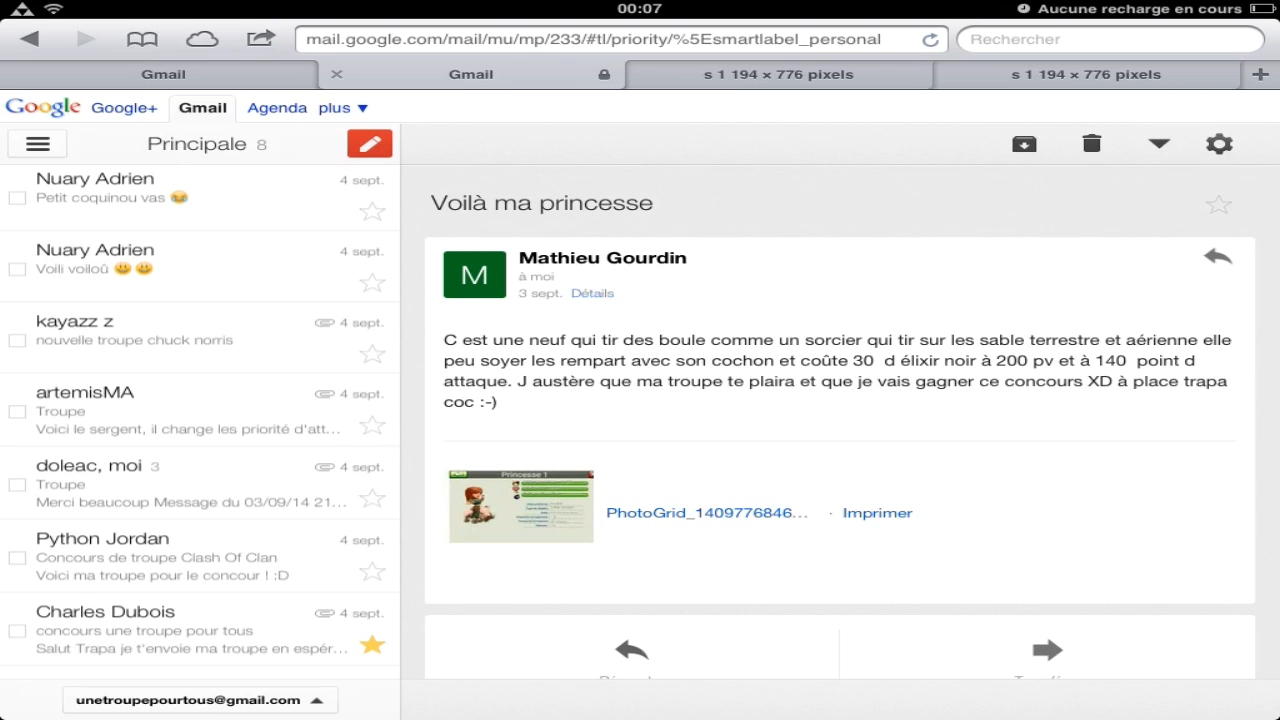 00:07
Aucune recharge en cours
mail.google.com/mail/mu/mp/233/#tl/priority/%5Esmartlabel_personal
Rechercher
Gmail
Gmail
s 1 194 × 776 pixels
s 1 194 × 776 pixels
Google Google+ Gmail Agenda plus
Principale 8
Nuary Adrien 4 sept.
Petit coquinou vas 😂
Nuary Adrien 4 sept.
Voili voiloû 😃 😃
kayazz z 4 sept.
nouvelle troupe chuck norris
artemisMA 4 sept.
Troupe
Voici le sergent, il change les priorité d'att...
doleac, moi 3 4 sept.
Troupe
Merci beaucoup Message du 03/09/14 21...
Python Jordan 4 sept.
Concours de troupe Clash Of Clan
Voici ma troupe pour le concour ! :D
Charles Dubois 4 sept.
concours une troupe pour tous
Salut Trapa je t'envoie ma troupe en espér...
unetroupepourtous@gmail.com
Voilà ma princesse
M
Mathieu Gourdin
à moi
3 sept. Détails
C est une neuf qui tir des boule comme un sorcier qui tir sur les sable terrestre et aérienne elle
peu soyer les rempart avec son cochon et coûte 30 d élixir noir à 200 pv et à 140 point d
attaque. J austère que ma troupe te plaira et que je vais gagner ce concours XD à place trapa
coc :-)
Princesse 1
PhotoGrid_1409776846... · Imprimer